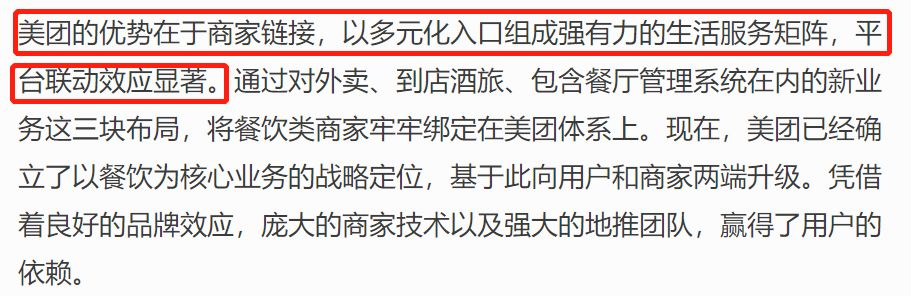 美团的优势在于商家链接，以多元化入口组成强有力的生活服务矩阵，平
台联动效应显著。通过对外卖、到店酒旅、包含餐厅管理系统在内的新业
务这三块布局，将餐饮类商家牢牢绑定在美团体系上。现在，美团已经确
立了以餐饮为核心业务的战略定位，基于此向用户和商家两端升级。凭借
着良好的品牌效应，庞大的商家技术以及强大的地推团队，赢得了用户的
依赖。